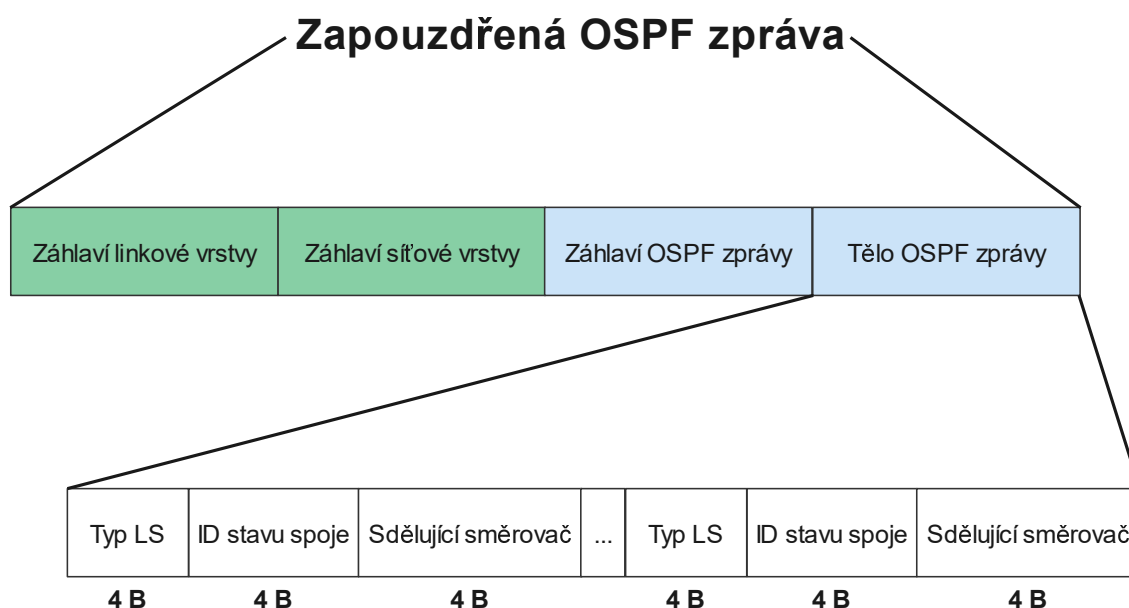 Zapouzdřená OSPF zpráva
Záhlaví linkové vrstvy Záhlaví síťové vrstvy Záhlaví OSPF zprávy Tělo OSPF zprávy
Typ LS ID stavu spoje Sdělující směrovač ... Typ LS ID stavu spoje Sdělující směrovač
4 B 4 B 4 B 4 B 4 B 4 B